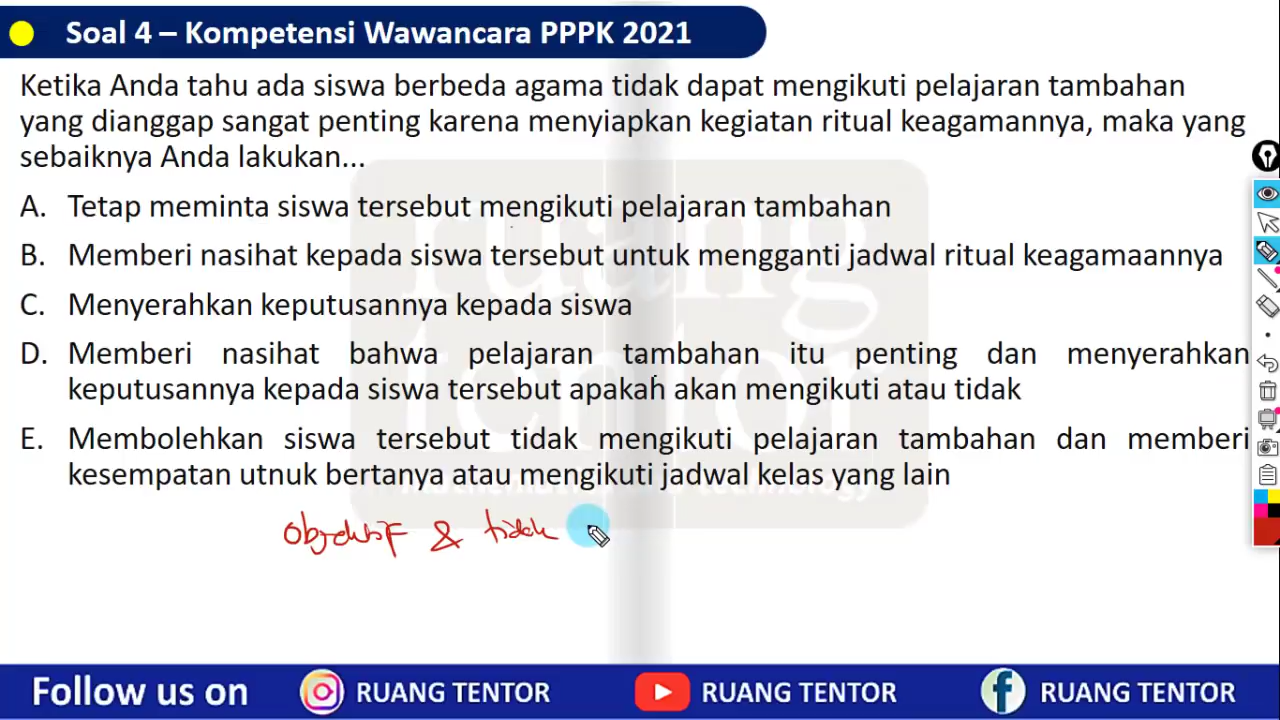 Soal 4 – Kompetensi Wawancara PPPK 2021
Ketika Anda tahu ada siswa berbeda agama tidak dapat mengikuti pelajaran tambahan
yang dianggap sangat penting karena menyiapkan kegiatan ritual keagamannya, maka yang
sebaiknya Anda lakukan...
A. Tetap meminta siswa tersebut mengikuti pelajaran tambahan
B. Memberi nasihat kepada siswa tersebut untuk mengganti jadwal ritual keagamaannya
C. Menyerahkan keputusannya kepada siswa
D. Memberi nasihat bahwa pelajaran tambahan itu penting dan menyerahkan
keputusannya kepada siswa tersebut apakah akan mengikuti atau tidak
E. Membolehkan siswa tersebut tidak mengikuti pelajaran tambahan dan memberi
kesempatan utnuk bertanya atau mengikuti jadwal kelas yang lain
Objektif & tidak
ruang
tentor
Follow us on RUANG TENTOR RUANG TENTOR RUANG TENTOR